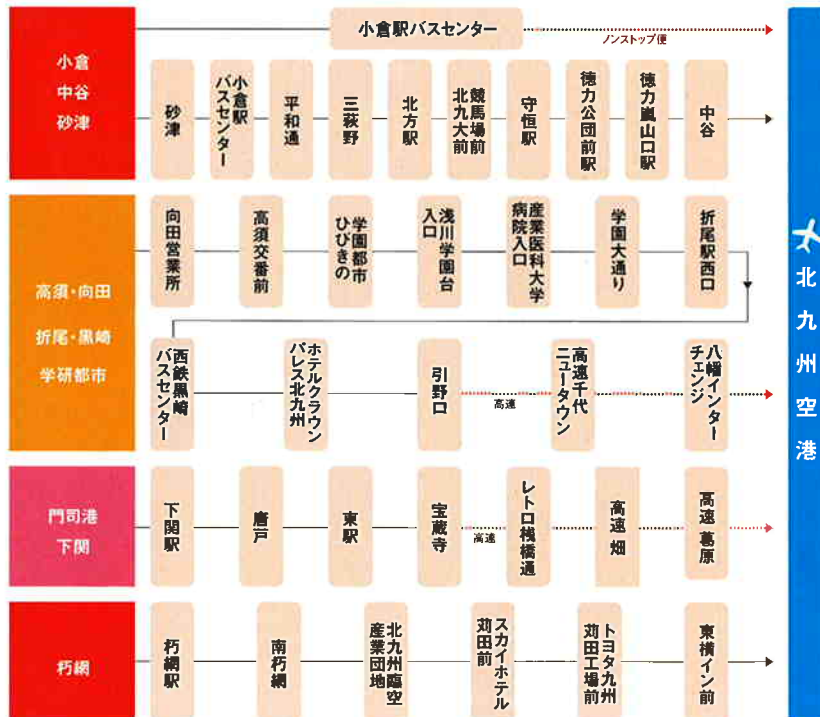 小倉
中谷
砂津
小倉駅バスセンター
ノンストップ便
砂津
小倉駅
バスセンター
平和通
三萩野
北方駅
競馬場前
北九大前
守恒駅
徳力公団前駅
徳力嵐山口駅
中谷
高須・向田
折尾・黒崎
学研都市
向田営業所
高須交番前
学園都市
ひびきの
浅川学園台
入口
産業医科大学
病院入口
学園大通り
折尾駅西口
西鉄黒崎
バスセンター
ホテルクラウン
パレス北九州
引野口
高速
高速千代
ニュータウン
八幡インター
チェンジ
門司港
下関
下関駅
唐戸
東駅
宝蔵寺
高速
レトロ桟橋通
高速 畑
高速 葛原
朽網
朽網駅
南朽網
北九州臨空
産業団地
スカイホテル
苅田前
トヨタ九州
苅田工場前
東横イン前
北九州空港